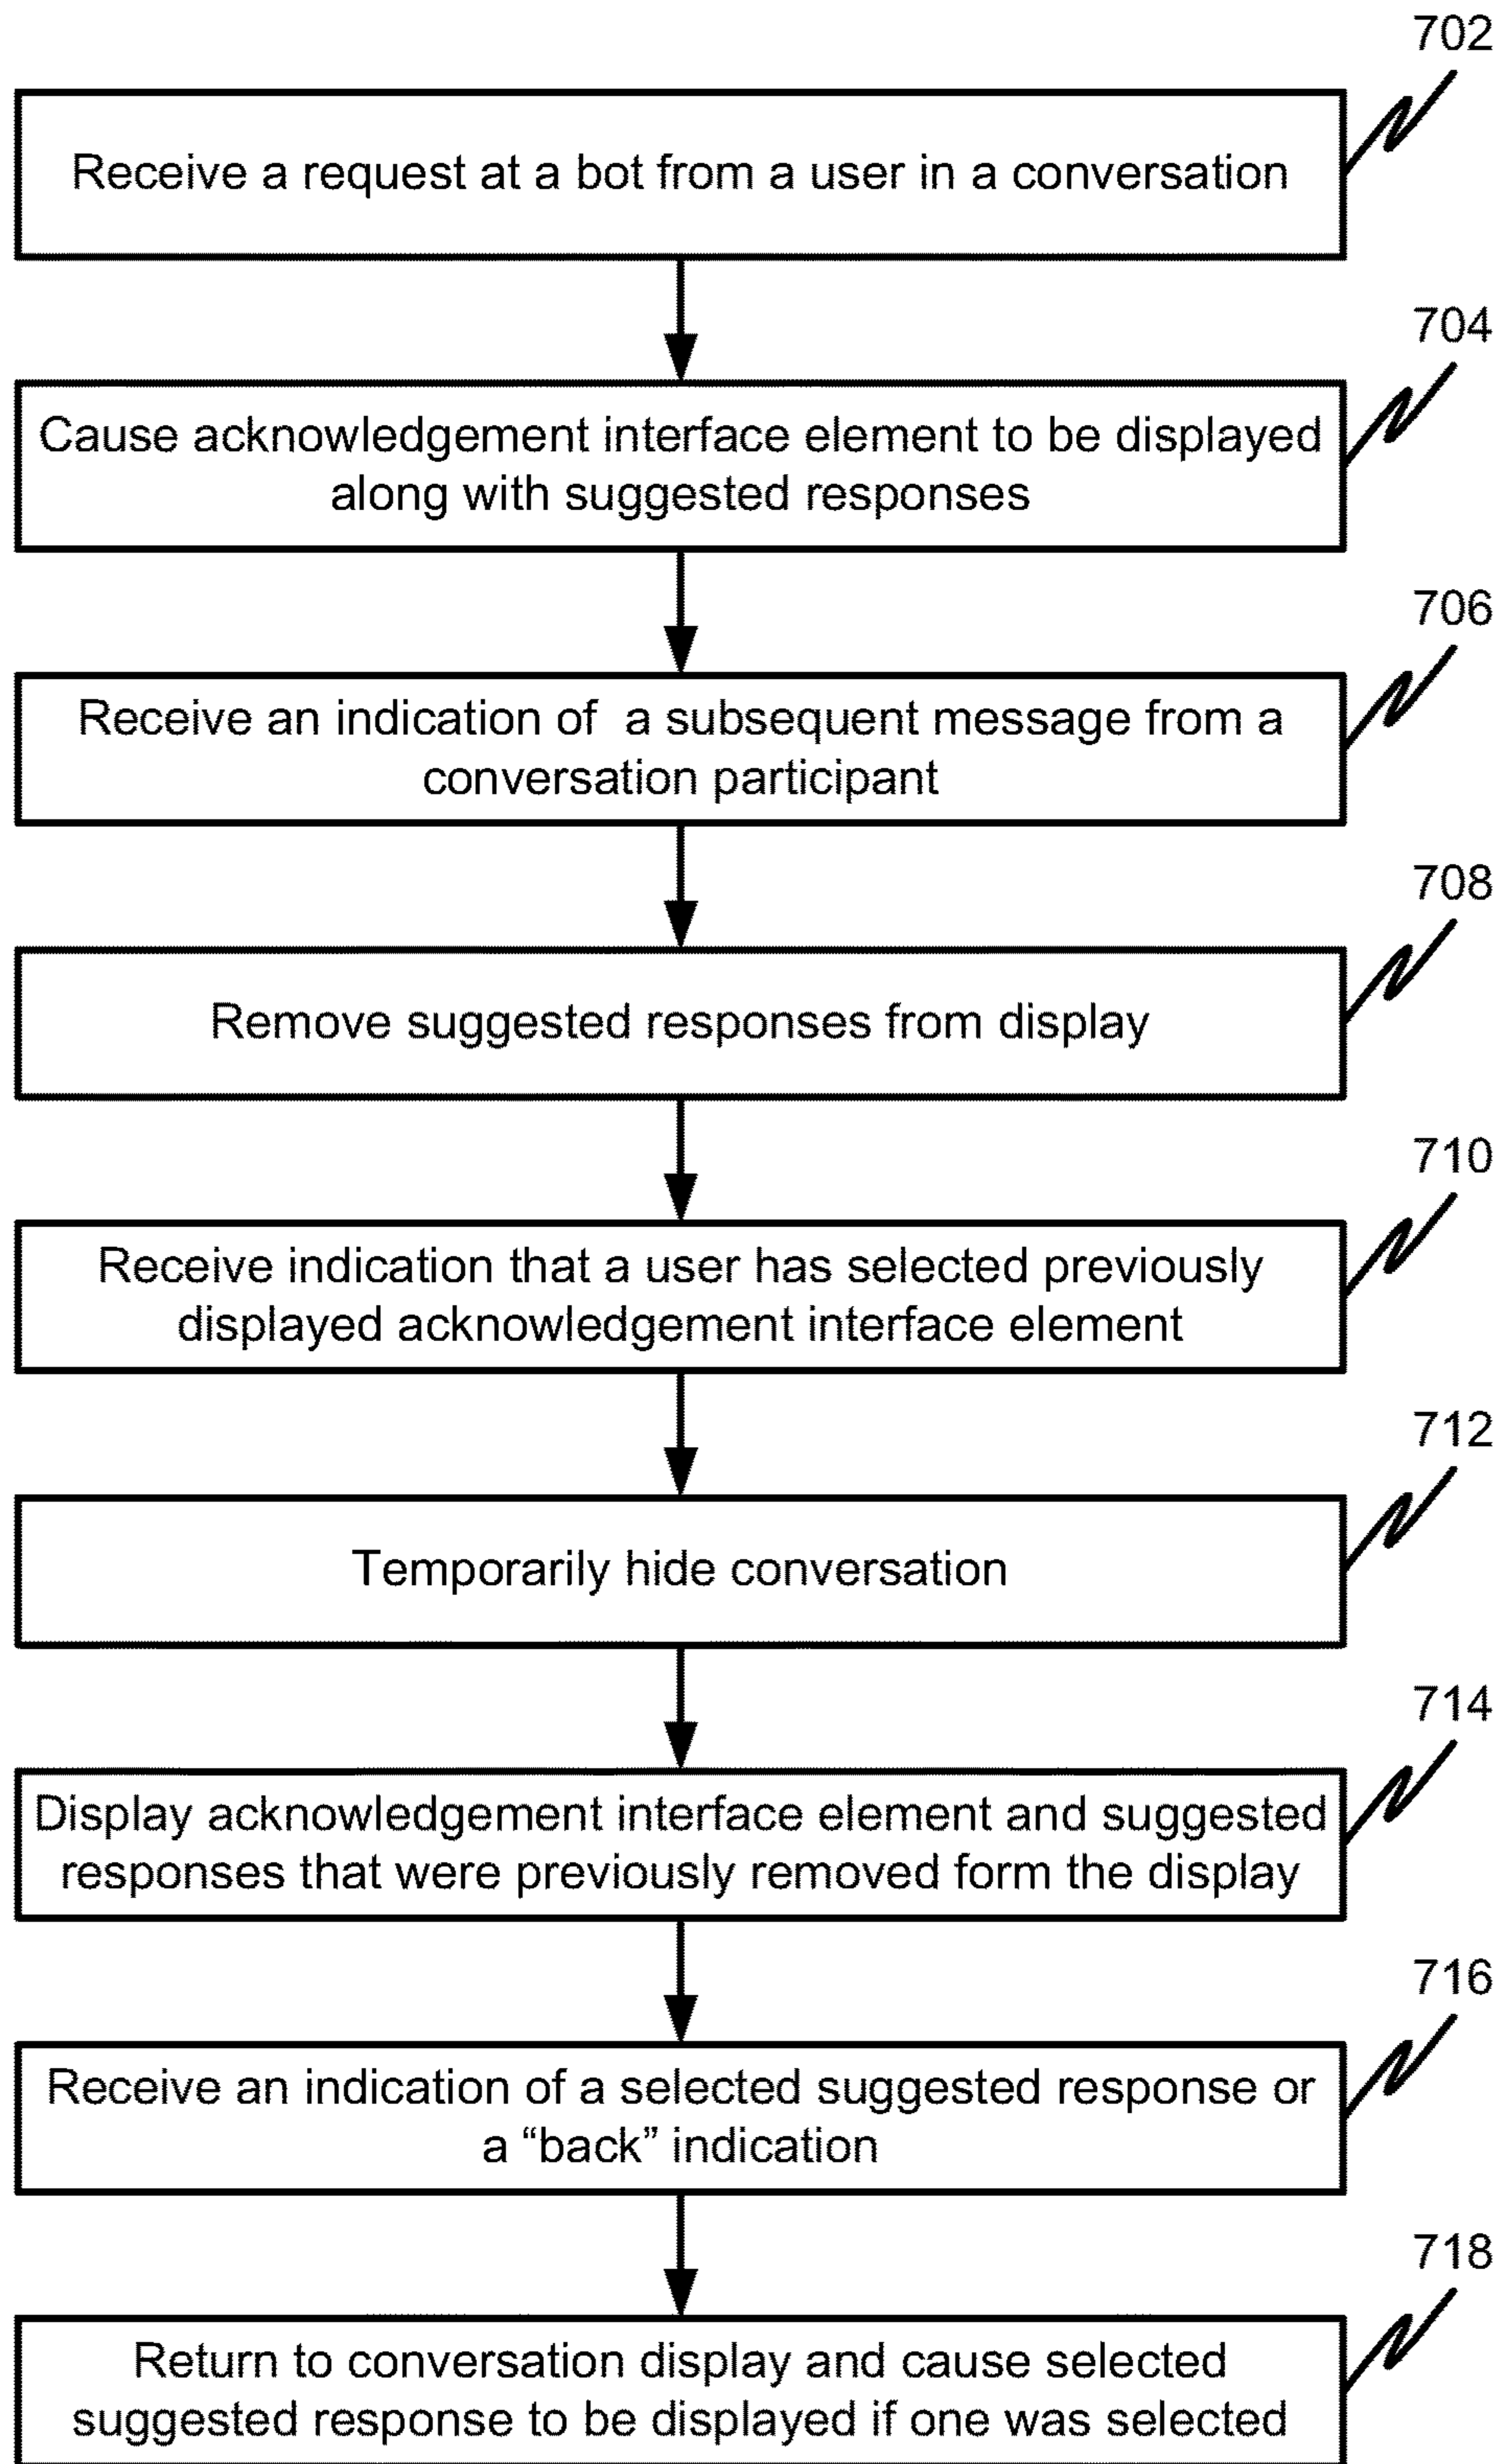 702
Receive a request at a bot from a user in a conversation
704
Cause acknowledgement interface element to be displayed
along with suggested responses
706
Receive an indication of a subsequent message from a
conversation participant
708
Remove suggested responses from display
710
Receive indication that a user has selected previously
displayed acknowledgement interface element
712
Temporarily hide conversation
714
Display acknowledgement interface element and suggested
responses that were previously removed form the display
716
Receive an indication of a selected suggested response or
a “back” indication
718
Return to conversation display and cause selected
suggested response to be displayed if one was selected